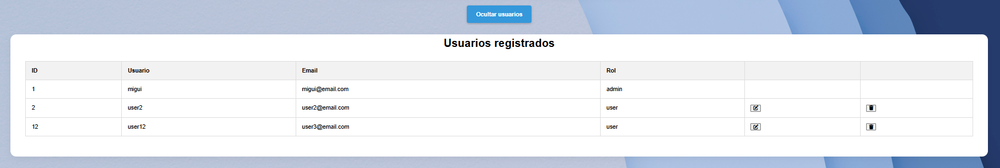 Ocultar usuarios
Usuarios registrados
ID Usuario Email Rol
1 migui migui@email.com admin
2 user2 user2@email.com user
12 user12 user3@email.com user